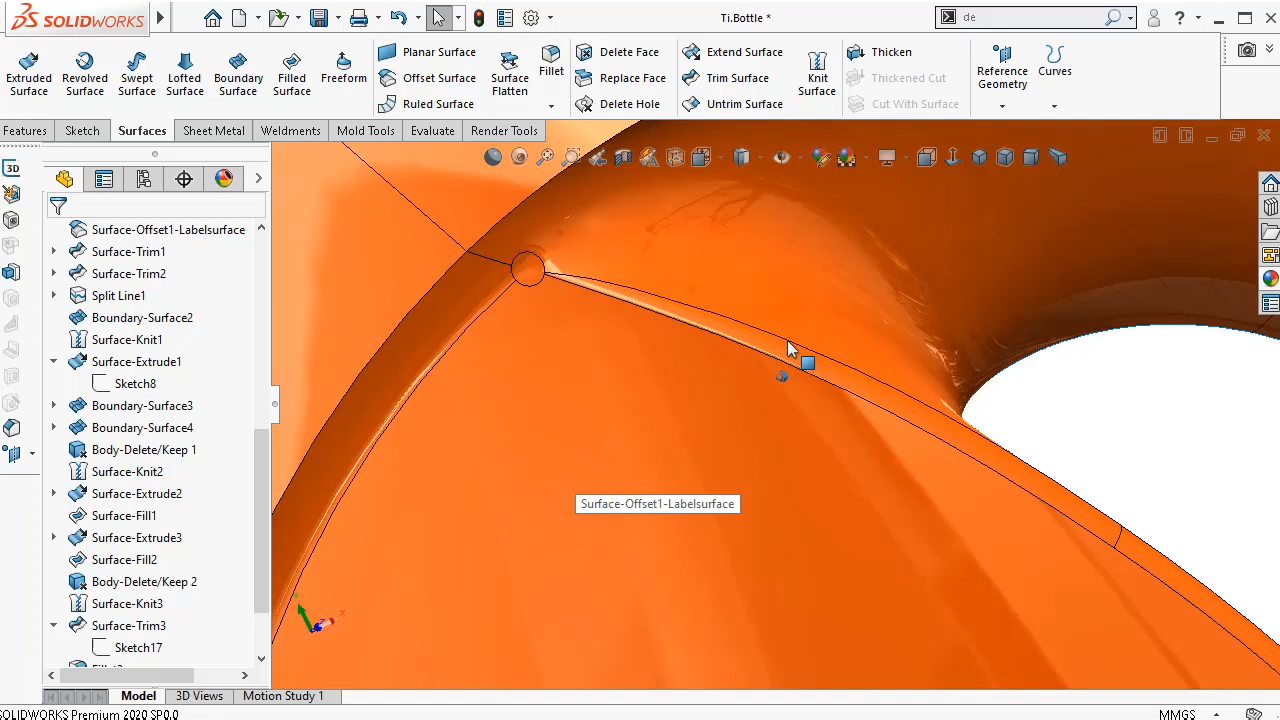 SOLIDWORKS
Ti.Bottle *
de
Extruded Surface
Revolved Surface
Swept Surface
Lofted Surface
Boundary Surface
Filled Surface
Freeform
Planar Surface
Offset Surface
Ruled Surface
Surface Flatten
Fillet
Delete Face
Replace Face
Delete Hole
Extend Surface
Trim Surface
Untrim Surface
Knit Surface
Thicken
Thickened Cut
Cut With Surface
Reference Geometry
Curves
Features
Sketch
Surfaces
Sheet Metal
Weldments
Mold Tools
Evaluate
Render Tools
3D
Surface-Offset1-Labelsurface
Surface-Trim1
Surface-Trim2
Split Line1
Boundary-Surface2
Surface-Knit1
Surface-Extrude1
Sketch8
Boundary-Surface3
Boundary-Surface4
Body-Delete/Keep 1
Surface-Knit2
Surface-Extrude2
Surface-Fill1
Surface-Extrude3
Surface-Fill2
Body-Delete/Keep 2
Surface-Knit3
Surface-Trim3
Sketch17
Surface-Offset1-Labelsurface
Model
3D Views
Motion Study 1
SOLIDWORKS Premium 2020 SP0.0
MMGS